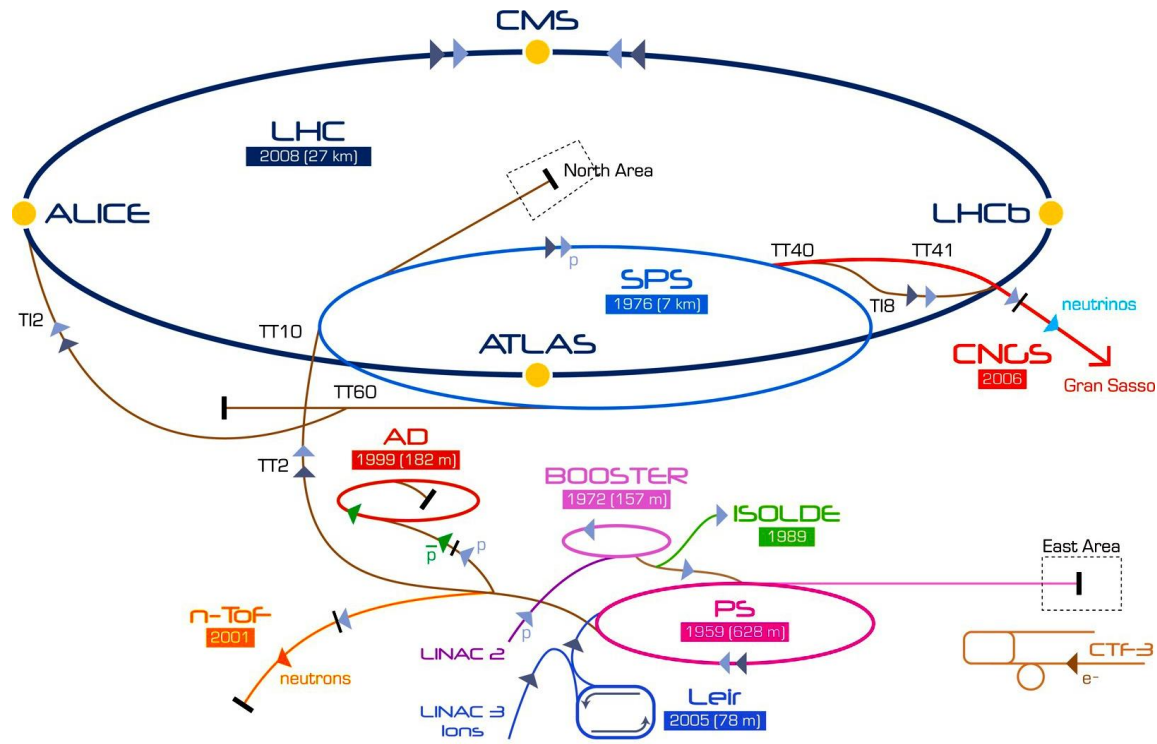 CMS
LHC
2008 (27 km)
North Area
ALICE
LHCb
TT40
TT41
SPS
1976 (7 km)
TI8
neutrinos
p
TI2
TT10
ATLAS
CNGS
2006
Gran Sasso
TT60
AD
1999 (182 m)
TT2
BOOSTER
1972 (157 m)
ISOLDE
1989
p̅
p
East Area
n-Tof
2001
PS
1959 (628 m)
p
LINAC 2
neutrons
CTF-3
e-
LINAC 3
Ions
Leir
2005 (78 m)